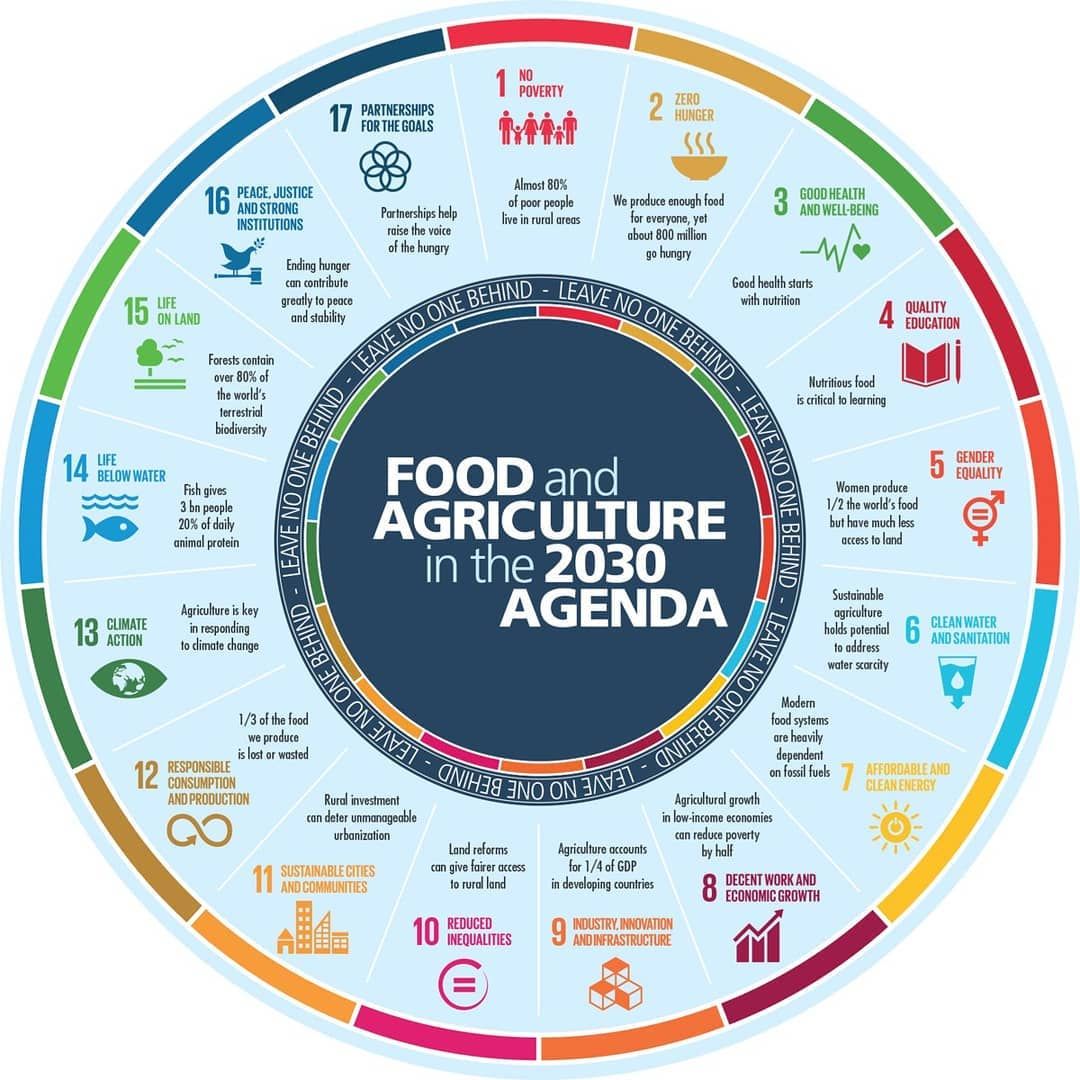 FOOD and
AGRICULTURE
in the 2030
AGENDA
LEAVE NO ONE BEHIND - LEAVE NO ONE BEHIND - LEAVE NO ONE BEHIND - LEAVE NO ONE BEHIND - LEAVE NO ONE BEHIND - LEAVE NO ONE BEHIND - LEAVE NO ONE BEHIND - LEAVE NO ONE BEHIND -
1 NO
POVERTY
Almost 80%
of poor people
live in rural areas
2 ZERO
HUNGER
We produce enough food
for everyone, yet
about 800 million
go hungry
3 GOOD HEALTH
AND WELL-BEING
Good health starts
with nutrition
4 QUALITY
EDUCATION
Nutritious food
is critical to learning
5 GENDER
EQUALITY
Women produce
1/2 the world's food
but have much less
access to land
6 CLEAN WATER
AND SANITATION
Sustainable
agriculture
holds potential
to address
water scarcity
7 AFFORDABLE AND
CLEAN ENERGY
Modern
food systems
are heavily
dependent
on fossil fuels
8 DECENT WORK AND
ECONOMIC GROWTH
Agricultural growth
in low-income economies
can reduce poverty
by half
9 INDUSTRY, INNOVATION
AND INFRASTRUCTURE
Agriculture accounts
for 1/4 of GDP
in developing countries
10 REDUCED
INEQUALITIES
Land reforms
can give fairer access
to rural land
11 SUSTAINABLE CITIES
AND COMMUNITIES
Rural investment
can deter unmanageable
urbanization
12 RESPONSIBLE
CONSUMPTION
AND PRODUCTION
1/3 of the food
we produce
is lost or wasted
13 CLIMATE
ACTION
Agriculture is key
in responding
to climate change
14 LIFE
BELOW WATER
Fish gives
3 bn people
20% of daily
animal protein
15 LIFE
ON LAND
Forests contain
over 80% of
the world's
terrestrial
biodiversity
16 PEACE, JUSTICE
AND STRONG
INSTITUTIONS
Ending hunger
can contribute
greatly to peace
and stability
17 PARTNERSHIPS
FOR THE GOALS
Partnerships help
raise the voice
of the hungry